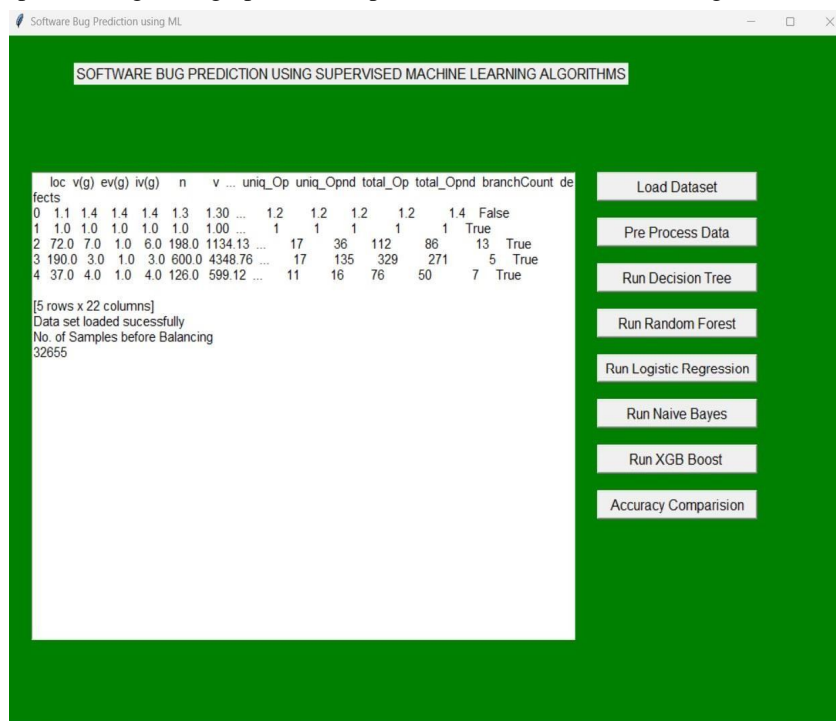 Software Bug Prediction using ML
SOFTWARE BUG PREDICTION USING SUPERVISED MACHINE LEARNING ALGORITHMS
loc v(g) ev(g) iv(g) n v ... uniq_Op uniq_Opnd total_Op total_Opnd branchCount de
fects
0 1.1 1.4 1.4 1.4 1.3 1.30 ... 1.2 1.2 1.2 1.2 1.4 False
1 1.0 1.0 1.0 1.0 1.0 1.00 ... 1 1 1 1 1 True
2 72.0 7.0 1.0 6.0 198.0 1134.13 ... 17 36 112 86 13 True
3 190.0 3.0 1.0 3.0 600.0 4348.76 ... 17 135 329 271 5 True
4 37.0 4.0 1.0 4.0 126.0 599.12 ... 11 16 76 50 7 True
[5 rows x 22 columns]
Data set loaded sucessfully
No. of Samples before Balancing
32655
Load Dataset
Pre Process Data
Run Decision Tree
Run Random Forest
Run Logistic Regression
Run Naive Bayes
Run XGB Boost
Accuracy Comparision